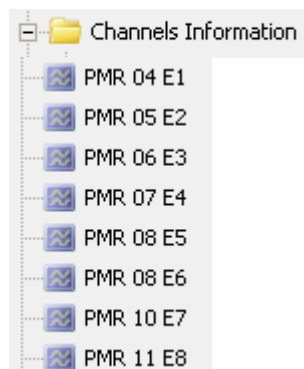 Channels Information
PMR 04 E1
PMR 05 E2
PMR 06 E3
PMR 07 E4
PMR 08 E5
PMR 08 E6
PMR 10 E7
PMR 11 E8